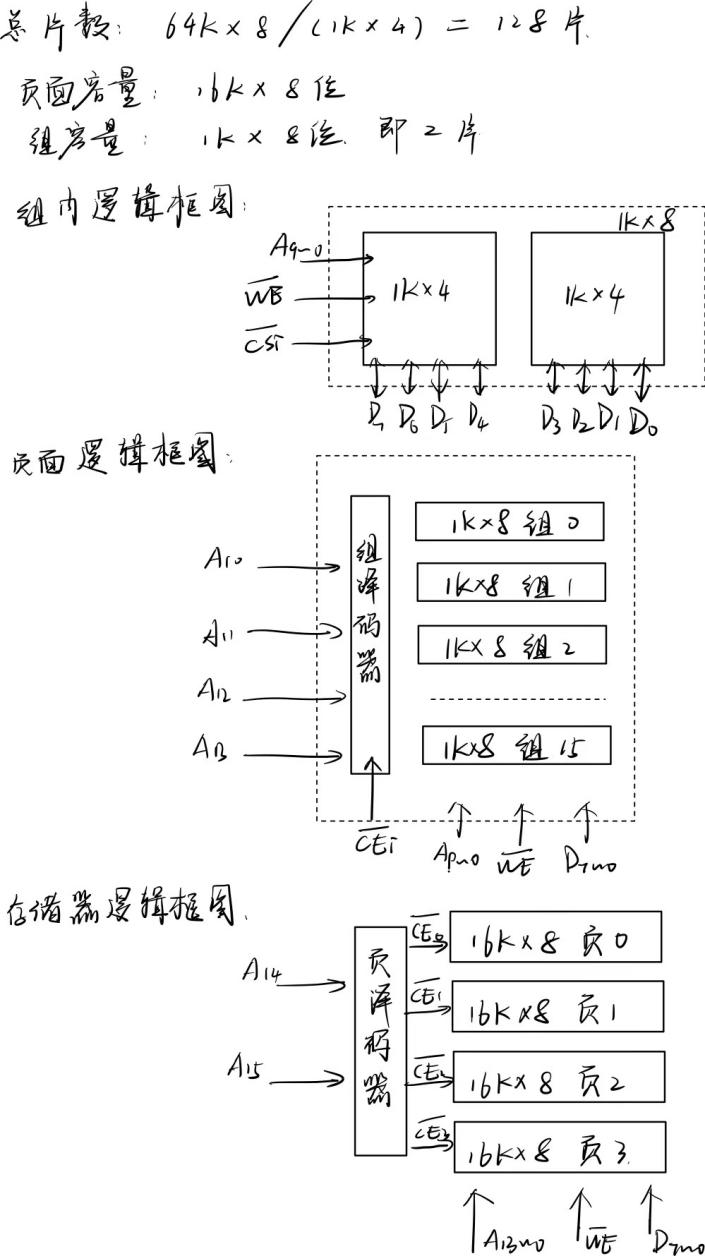 总片数: 64K×8/(1K×4) = 128片.
页面容量: 16K×8位
组容量: 1K×8位. 即2片
组内逻辑框图:
1K×8
A9~0
WE
CSi
1K×4
1K×4
D7 D6 D5 D4 D3 D2 D1 D0
页面逻辑框图:
组译码器
A10
A11
A12
A13
1K×8 组0
1K×8 组1
1K×8 组2
1K×8 组15
CEi
A9~0 WE D7~0
存储器逻辑框图.
页译码器
A14
A15
CE0 16K×8 页0
CE1 16K×8 页1
CE2 16K×8 页2
CE3 16K×8 页3.
A13~0 WE D7~0